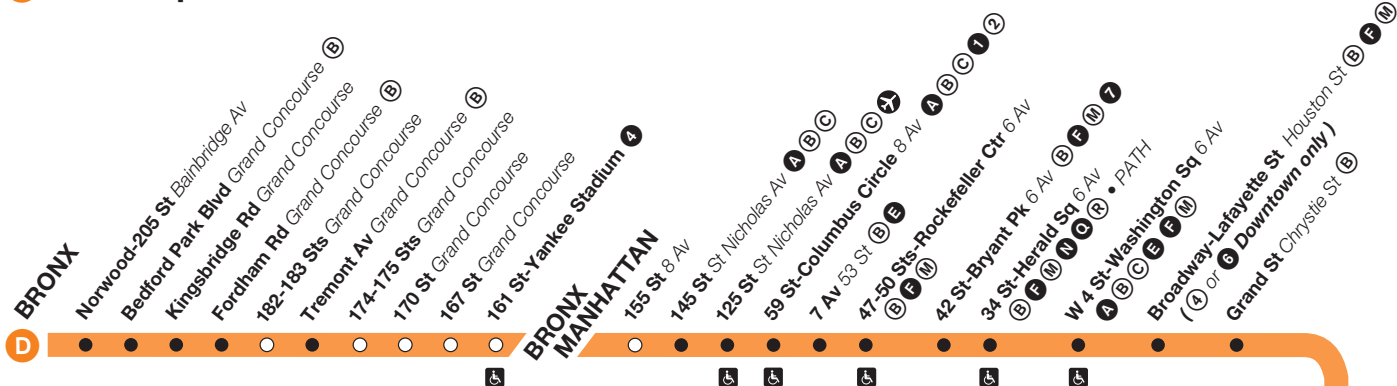 BRONX
Norwood-205 St Bainbridge Av
Bedford Park Blvd Grand Concourse B
Kingsbridge Rd Grand Concourse
Fordham Rd Grand Concourse B
182-183 Sts Grand Concourse
Tremont Av Grand Concourse B
174-175 Sts Grand Concourse
170 St Grand Concourse
167 St Grand Concourse
161 St-Yankee Stadium 4
BRONX
MANHATTAN
155 St 8 Av
145 St St Nicholas Av A B C
125 St St Nicholas Av A B C
59 St-Columbus Circle 8 Av A B C 1 2
7 Av 53 St B E
47-50 Sts-Rockefeller Ctr 6 Av
B F M
42 St-Bryant Pk 6 Av B F M 7
34 St-Herald Sq 6 Av
B F M N Q R • PATH
W 4 St-Washington Sq 6 Av
A B C E F M
Broadway-Lafayette St Houston St B F M
( 4 or 6 Downtown only )
Grand St Chrystie St B
D